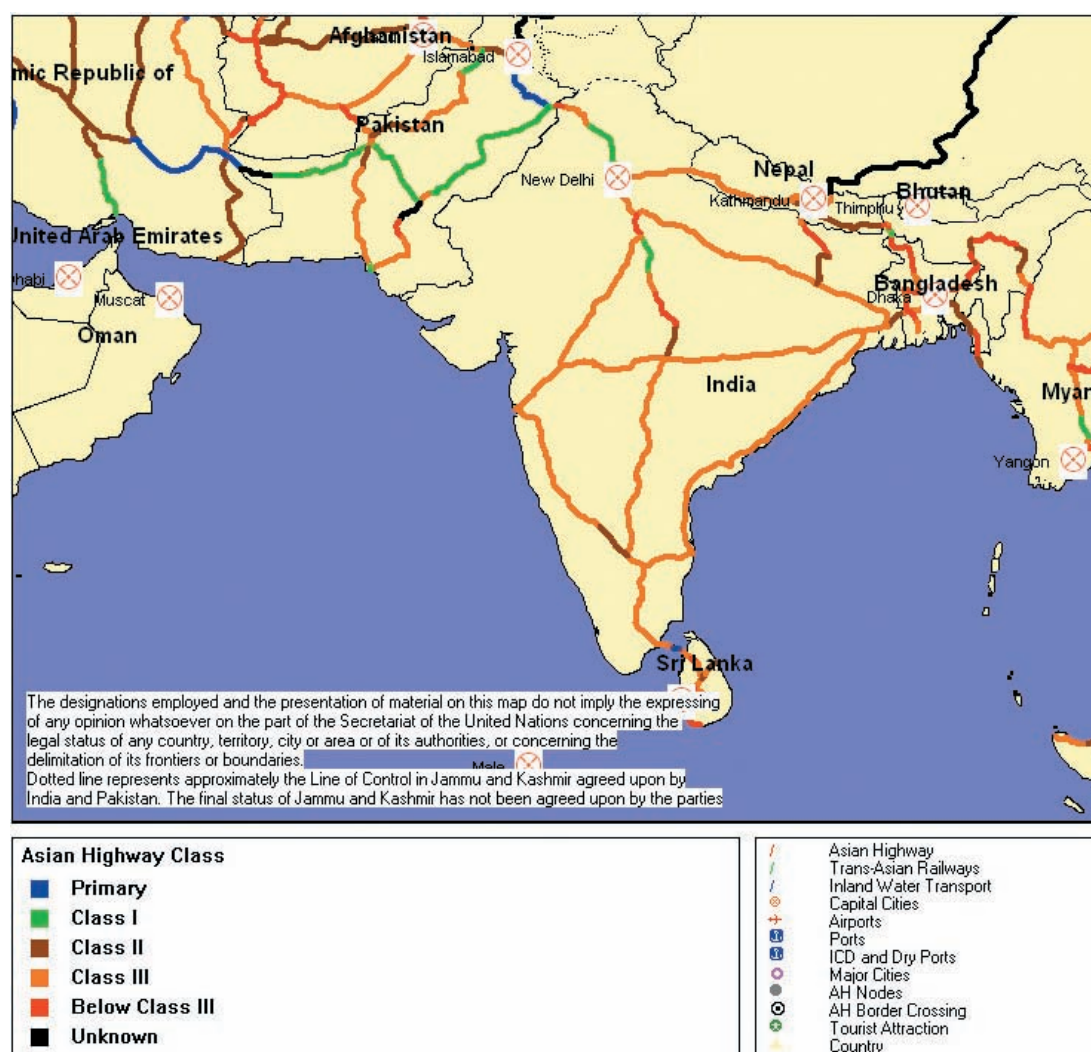 Afghanistan
Islamabad
mic Republic of
Pakistan
New Delhi
Nepal
Kathmandu
Thimphu
Bhutan
United Arab Emirates
habi
Muscat
Oman
Bangladesh
Dhaka
India
Myan
Yangon
Sri Lanka
The designations employed and the presentation of material on this map do not imply the expressing
of any opinion whatsoever on the part of the Secretariat of the United Nations concerning the
legal status of any country, territory, city or area or of its authorities, or concerning the
delimitation of its frontiers or boundaries.
Male
Dotted line represents approximately the Line of Control in Jammu and Kashmir agreed upon by
India and Pakistan. The final status of Jammu and Kashmir has not been agreed upon by the parties
Asian Highway Class
Primary
Class I
Class II
Class III
Below Class III
Unknown
Asian Highway
Trans-Asian Railways
Inland Water Transport
Capital Cities
Airports
Ports
ICD and Dry Ports
Major Cities
AH Nodes
AH Border Crossing
Tourist Attraction
Country